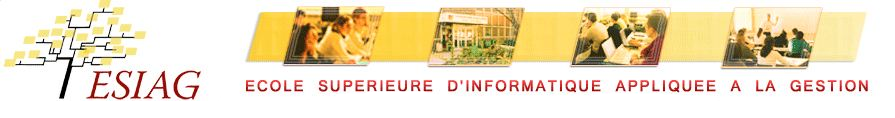 ESIAG
ECOLE SUPERIEURE D'INFORMATIQUE APPLIQUEE A LA GESTION